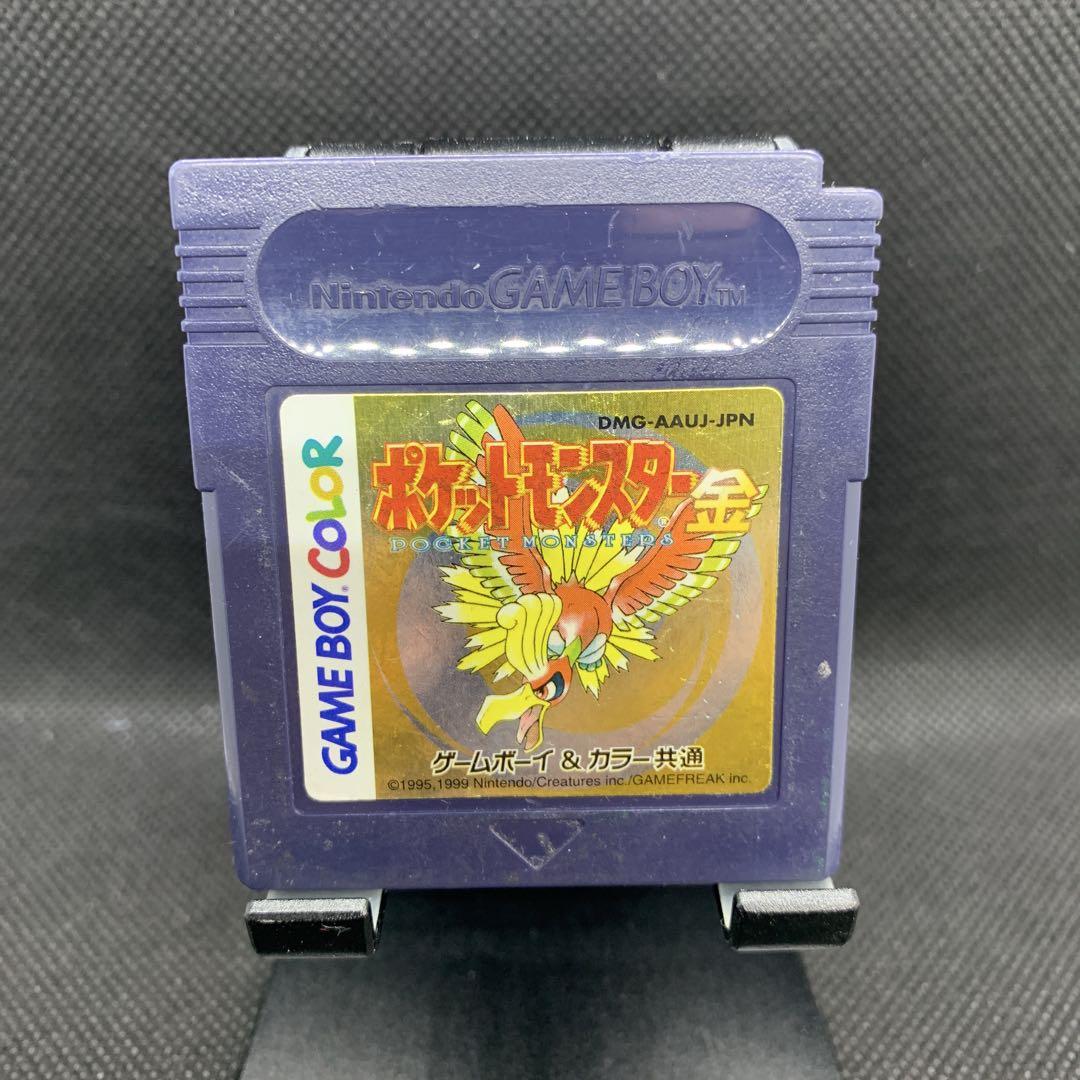 Nintendo GAME BOY TM
GAME BOY COLOR
DMG-AAUJ-JPN
ポケットモンスター金
POCKET MONSTERS ®
ゲームボーイ & カラー共通
©1995,1999 Nintendo/Creatures inc./GAMEFREAK inc.